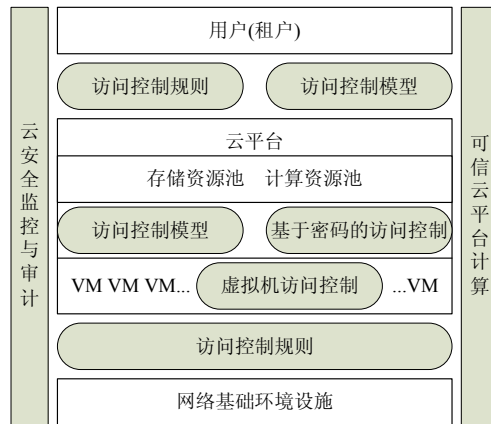 用户(租户)
访问控制规则 访问控制模型
云平台
存储资源池 计算资源池
访问控制模型 基于密码的访问控制
VM VM VM... 虚拟机访问控制 ...VM
访问控制规则
网络基础环境设施
云安全监控与审计
可信云平台计算